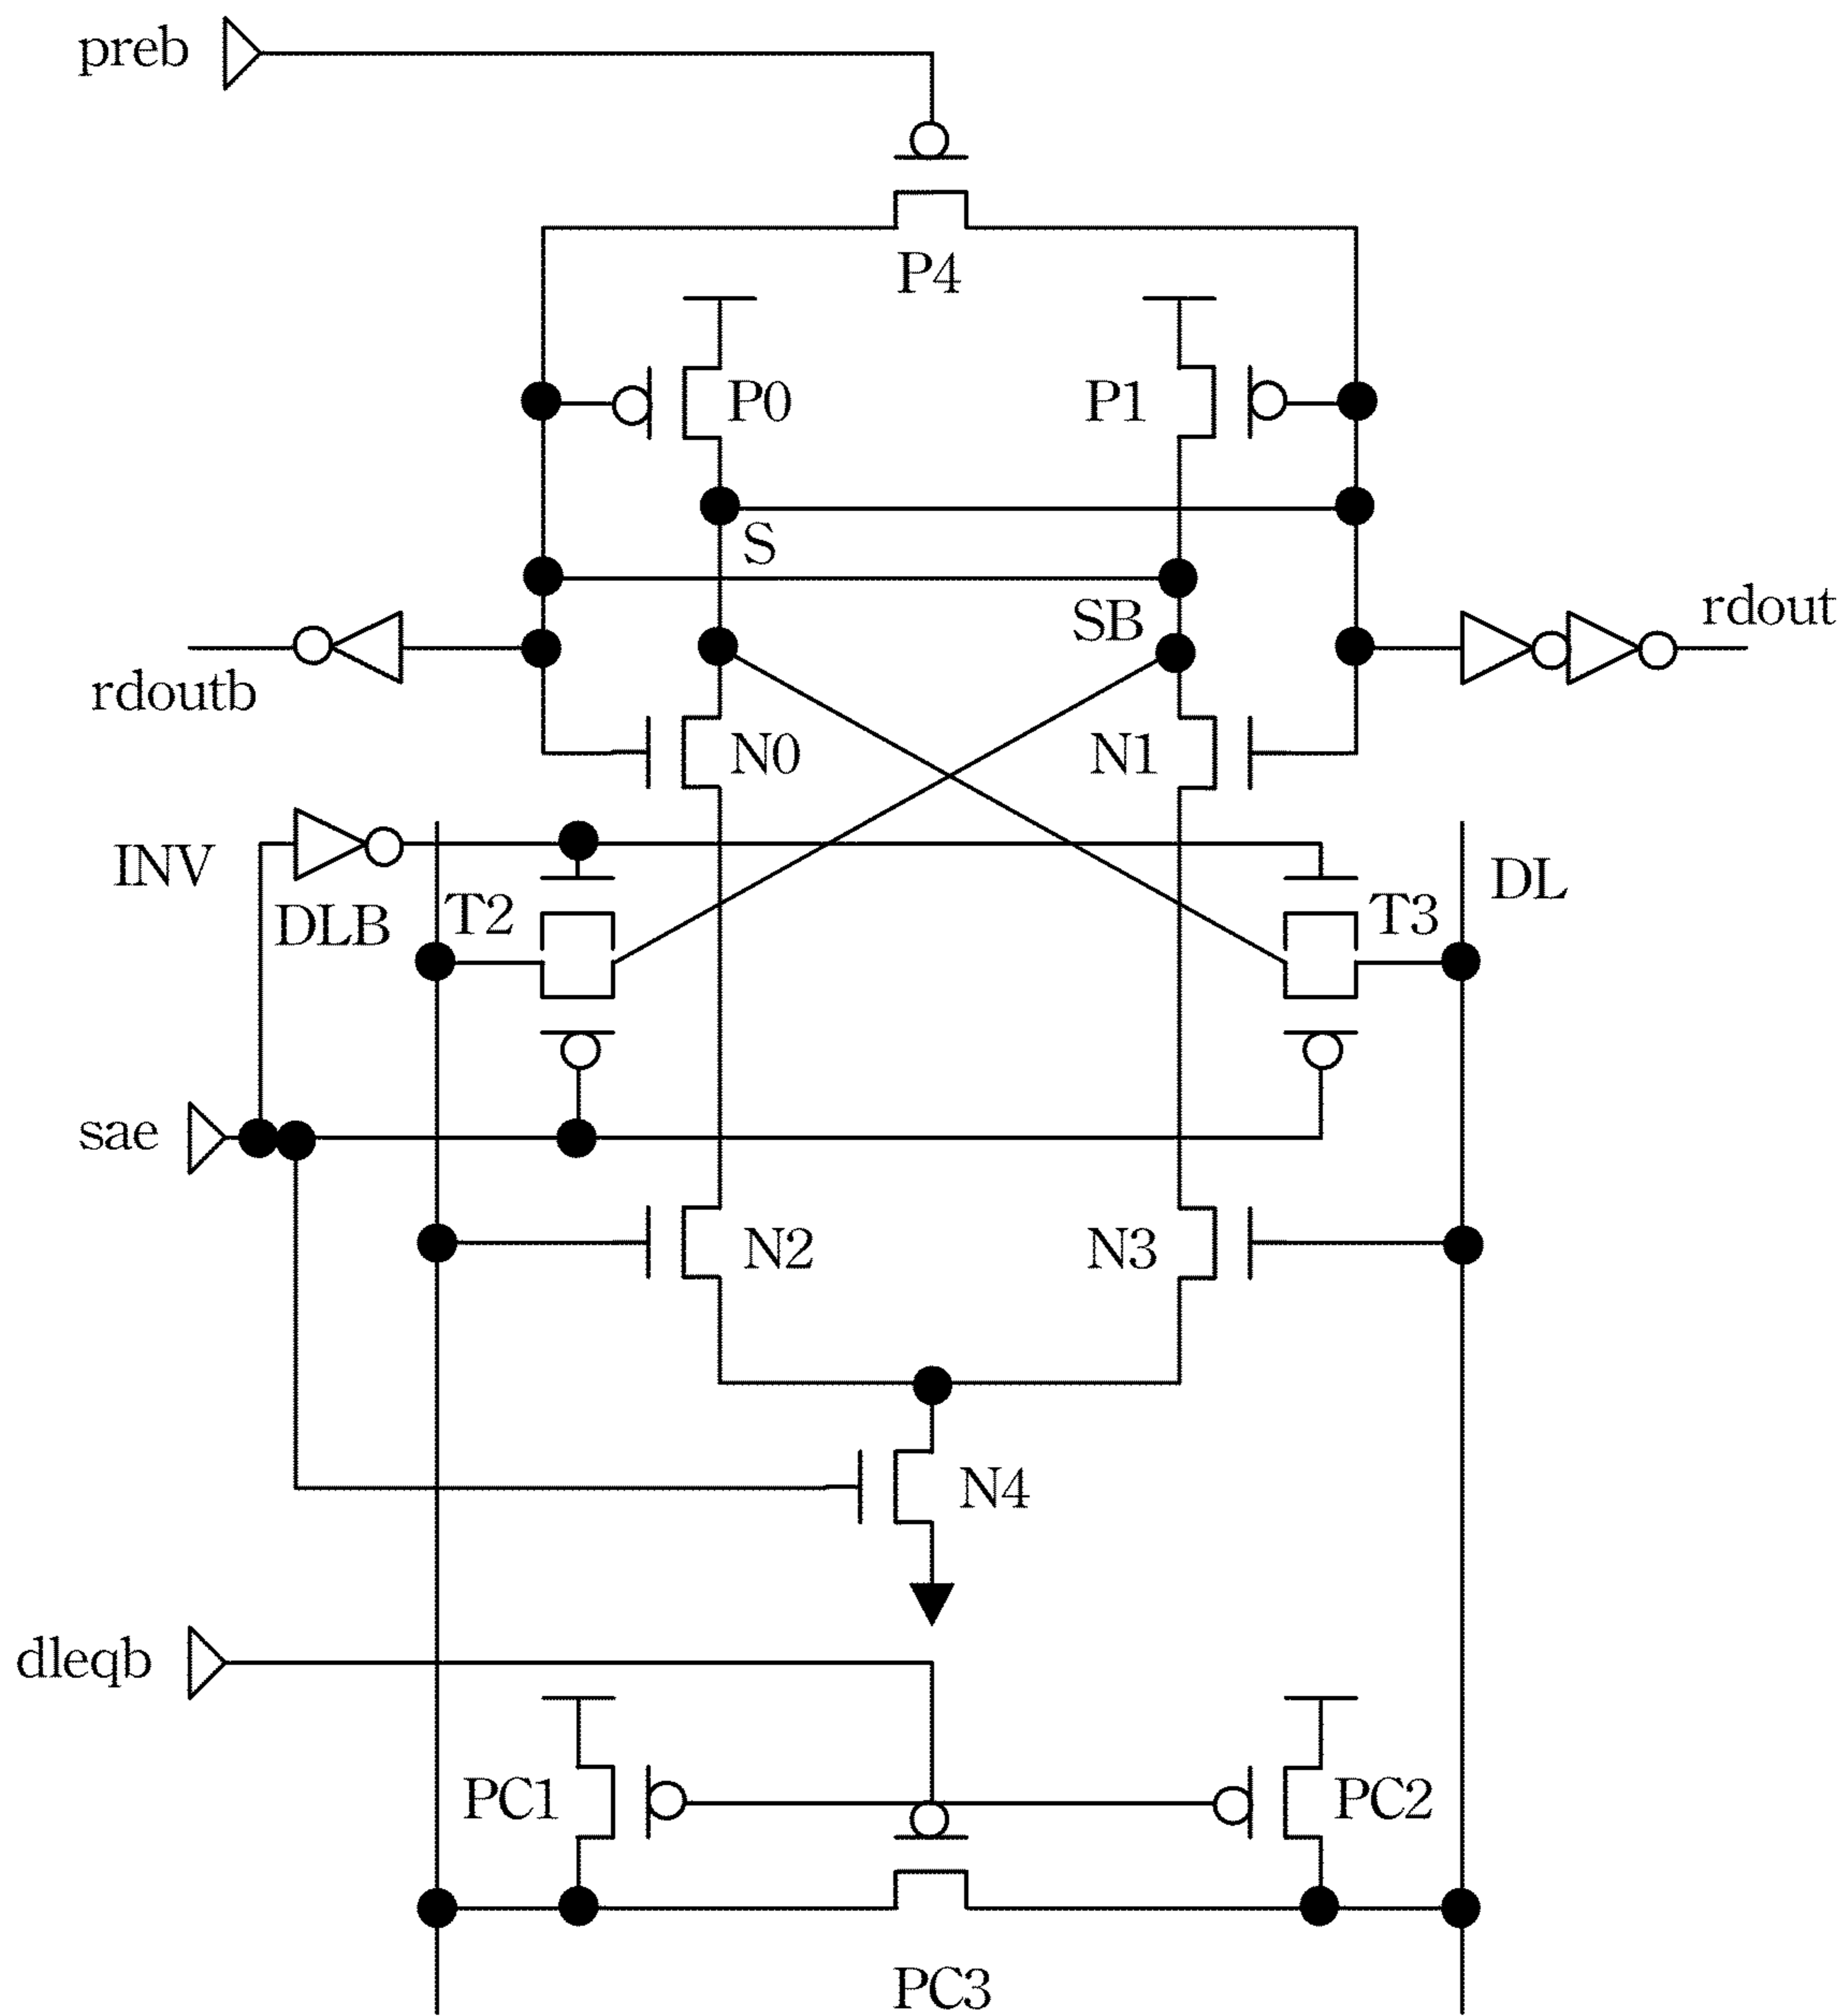 preb
P4
P0
P1
S
SB
rdout
rdoutb
N0
N1
INV
DLB
T2
T3
DL
sae
N2
N3
N4
dleqb
PC1
PC2
PC3